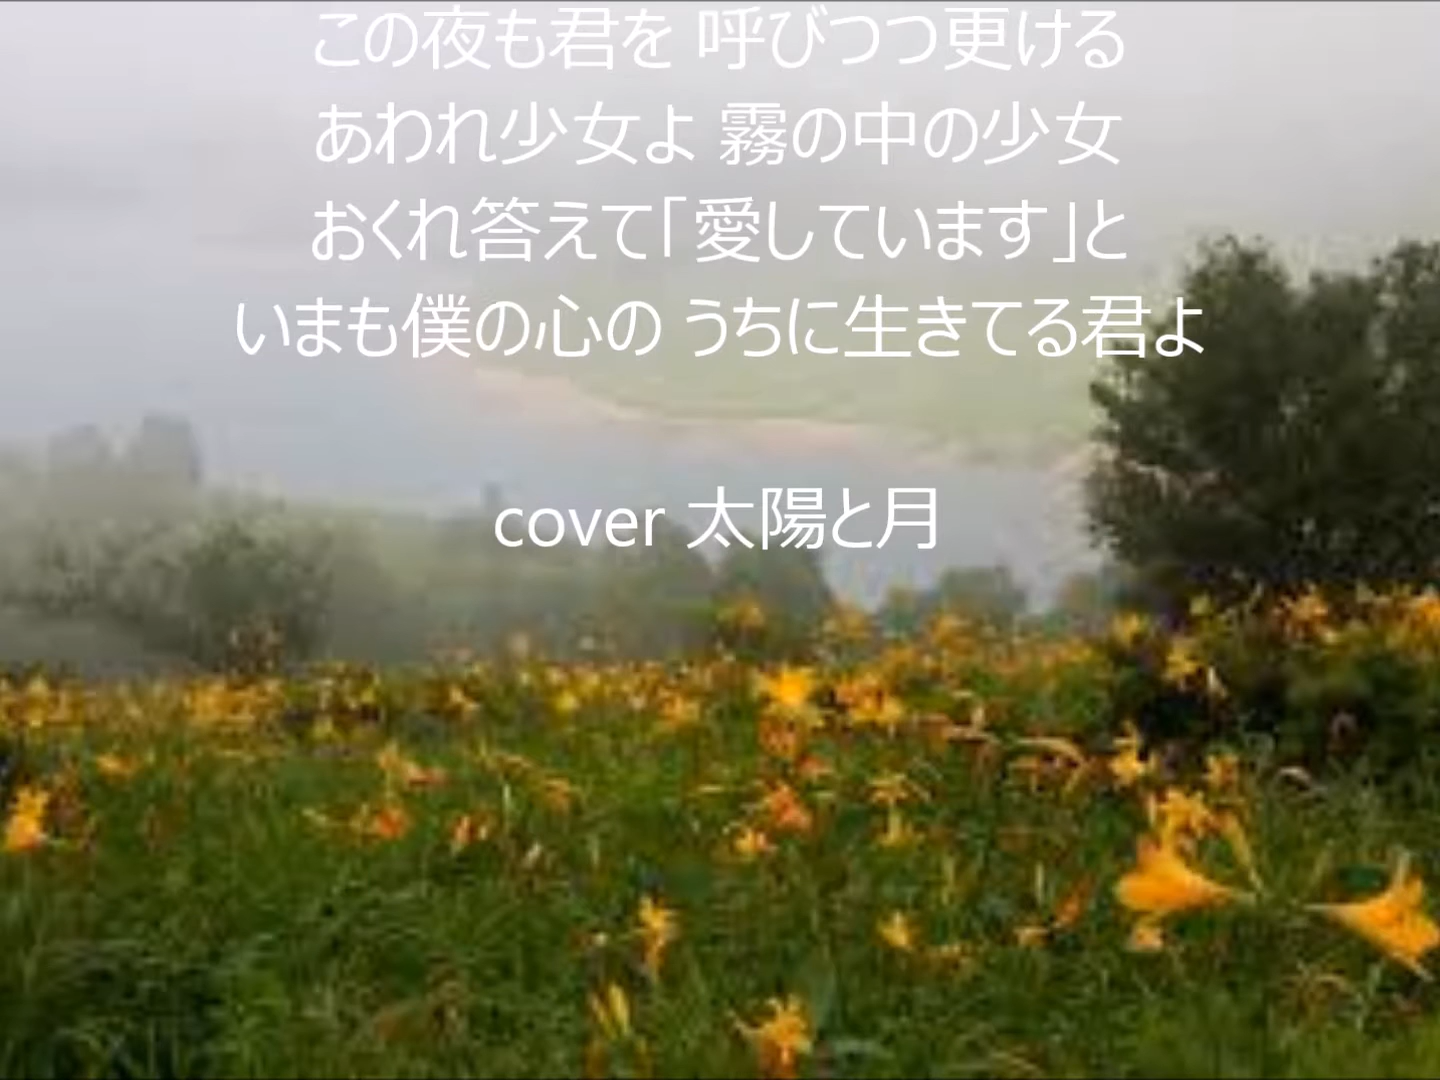 この夜も君を 呼びつつ更ける
あわれ少女よ 霧の中の少女
おくれ答えて「愛しています」と
いまも僕の心の うちに生きてる君よ
cover 太陽と月